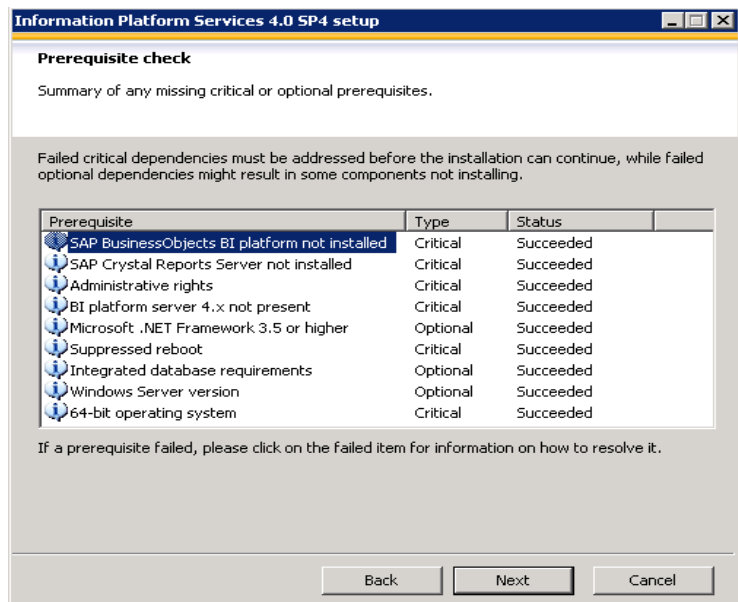 Information Platform Services 4.0 SP4 setup
Prerequisite check
Summary of any missing critical or optional prerequisites.
Failed critical dependencies must be addressed before the installation can continue, while failed
optional dependencies might result in some components not installing.
Prerequisite Type Status
SAP BusinessObjects BI platform not installed Critical Succeeded
SAP Crystal Reports Server not installed Critical Succeeded
Administrative rights Critical Succeeded
BI platform server 4.x not present Critical Succeeded
Microsoft .NET Framework 3.5 or higher Optional Succeeded
Suppressed reboot Critical Succeeded
Integrated database requirements Optional Succeeded
Windows Server version Optional Succeeded
64-bit operating system Critical Succeeded
If a prerequisite failed, please click on the failed item for information on how to resolve it.
Back Next Cancel